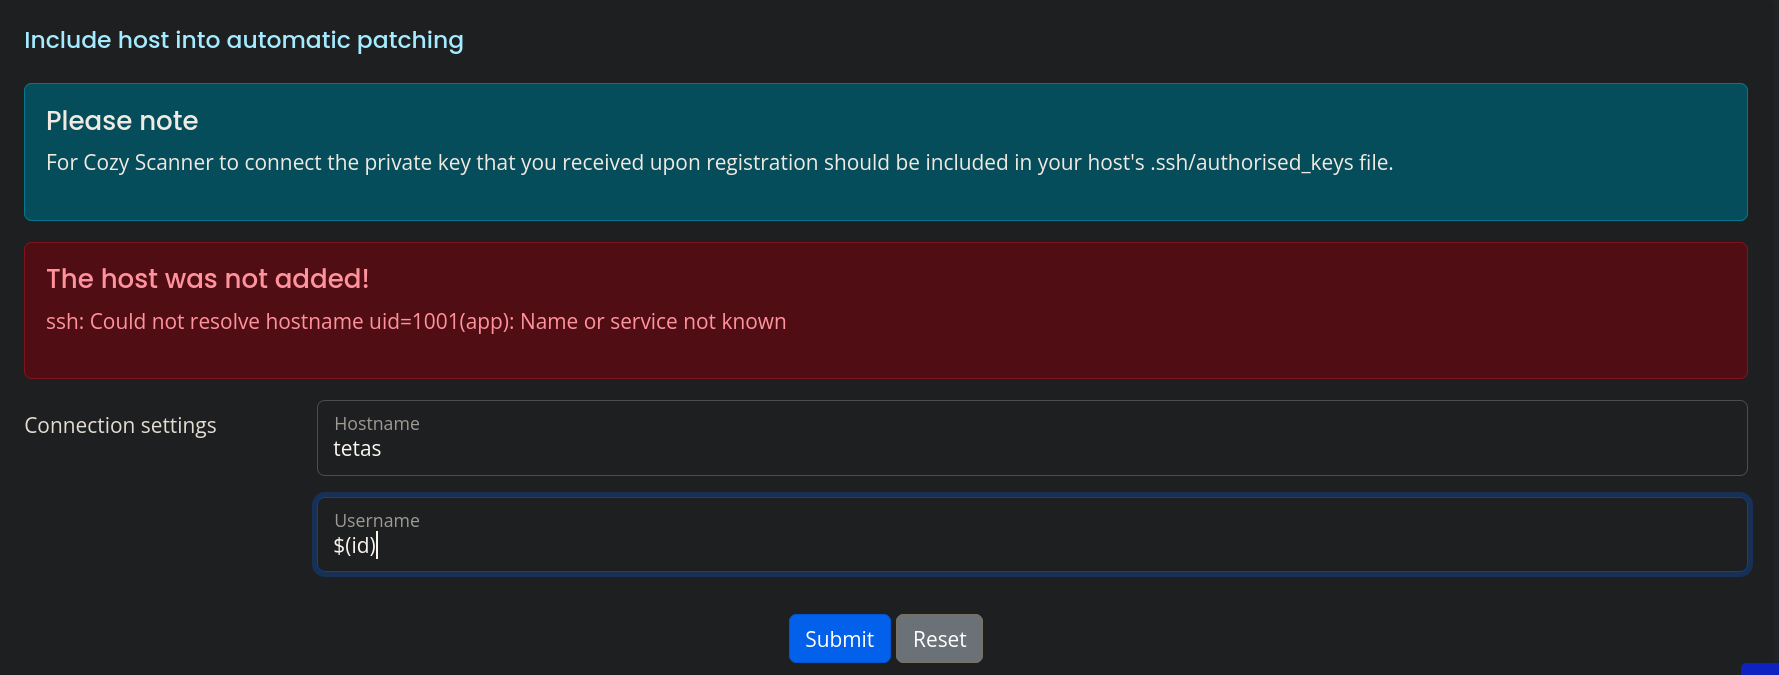 Include host into automatic patching
Please note
For Cozy Scanner to connect the private key that you received upon registration should be included in your host's .ssh/authorised_keys file.
The host was not added!
ssh: Could not resolve hostname uid=1001(app): Name or service not known
Connection settings
Hostname
tetas
Username
$(id)
Submit Reset